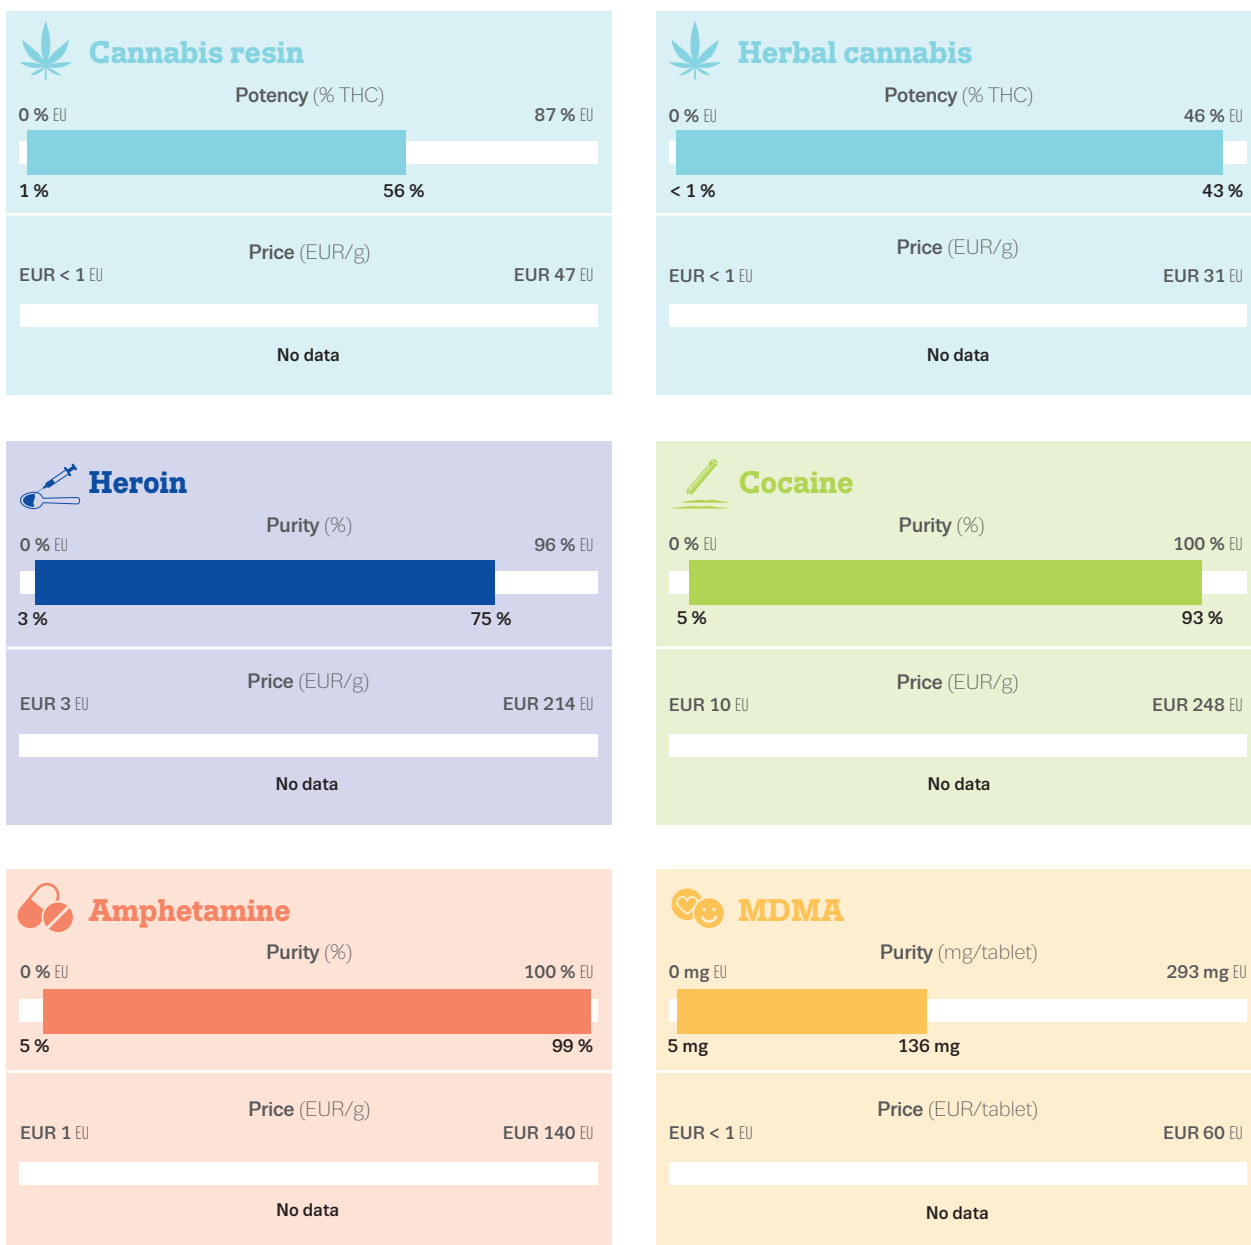 Cannabis resin
Potency (% THC)
0 % EU 87 % EU
1 % 56 %
Price (EUR/g)
EUR < 1 EU EUR 47 EU
No data
Herbal cannabis
Potency (% THC)
0 % EU 46 % EU
< 1 % 43 %
Price (EUR/g)
EUR < 1 EU EUR 31 EU
No data
Heroin
Purity (%)
0 % EU 96 % EU
3 % 75 %
Price (EUR/g)
EUR 3 EU EUR 214 EU
No data
Cocaine
Purity (%)
0 % EU 100 % EU
5 % 93 %
Price (EUR/g)
EUR 10 EU EUR 248 EU
No data
Amphetamine
Purity (%)
0 % EU 100 % EU
5 % 99 %
Price (EUR/g)
EUR 1 EU EUR 140 EU
No data
MDMA
Purity (mg/tablet)
0 mg EU 293 mg EU
5 mg 136 mg
Price (EUR/tablet)
EUR < 1 EU EUR 60 EU
No data